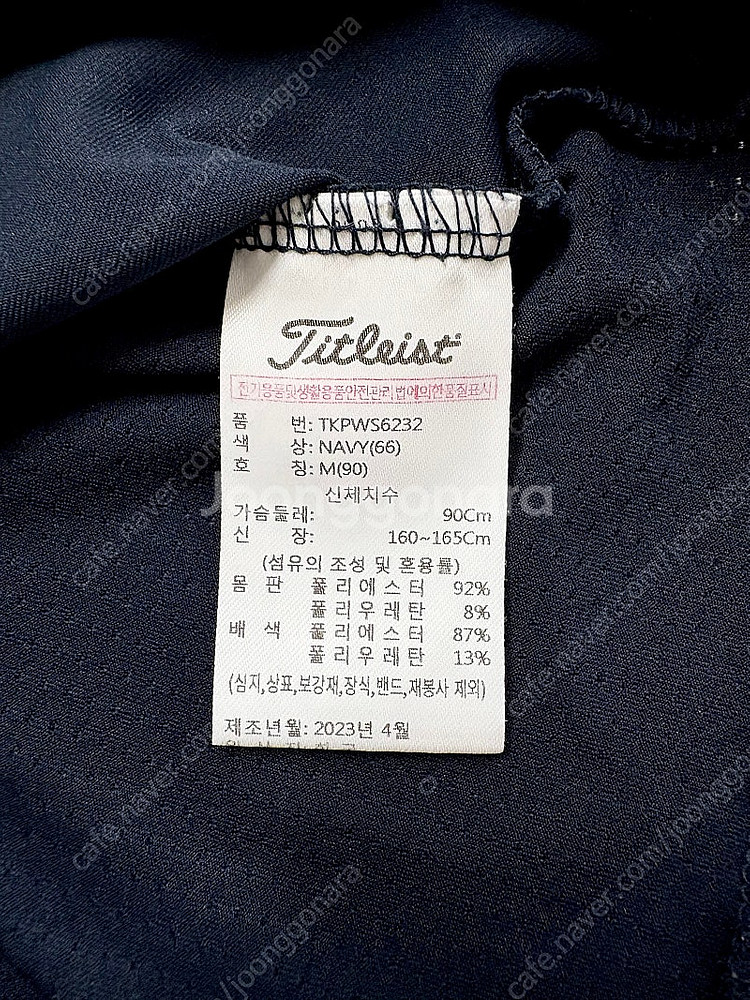 Titleist
전기용품및생활용품안전관리법에의한품질표시
품 번: TKPWS6232
색 상: NAVY(66)
호 칭: M(90)
신체치수
Joonggonara
가슴둘레: 90Cm
신 장: 160~165Cm
(섬유의 조성 및 혼용률)
몸 판 폴리에스터 92%
폴리우레탄 8%
배 색 폴리에스터 87%
폴리우레탄 13%
(심지,상표,보강재,장식,밴드,재봉사 제외)
제조년월: 2023년 4월
cafe.naver.com/joonggonara